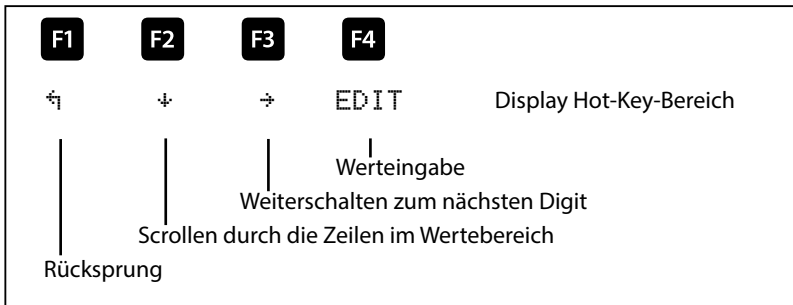 F1 F2 F3 F4
↰ ↓ → EDIT Display Hot-Key-Bereich
Werteingabe
Weiterschalten zum nächsten Digit
Scrollen durch die Zeilen im Wertebereich
Rücksprung